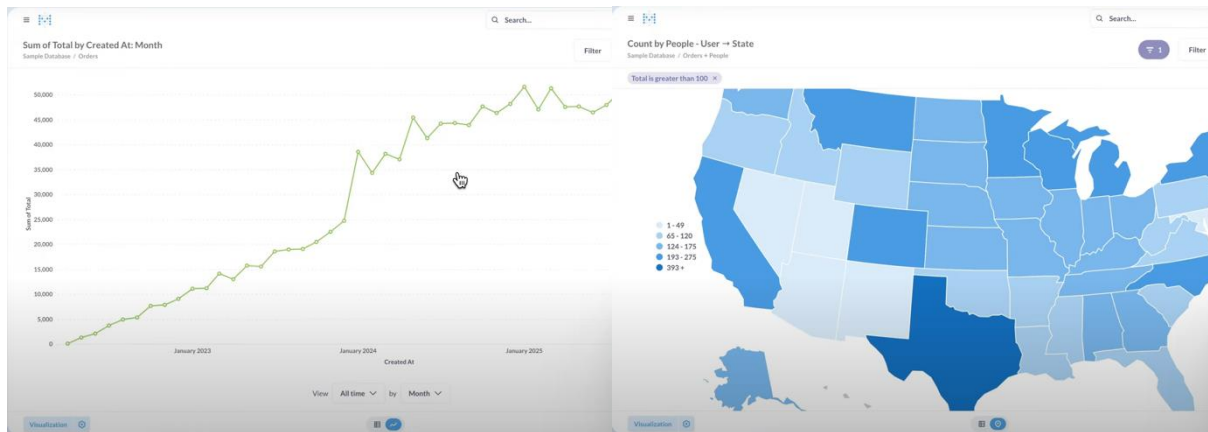 Search...
Sum of Total by Created At: Month
Sample Database / Orders
Filter
50,000
45,000
40,000
35,000
30,000
25,000
20,000
15,000
10,000
5,000
0
Sum of Total
January 2023
January 2024
January 2025
Created At
View All time by Month
Visualization
Search...
Count by People - User → State
Sample Database / Orders + People
1
Filter
Total is greater than 100 ×
1 - 49
65 - 120
124 - 175
193 - 275
393 +
Visualization